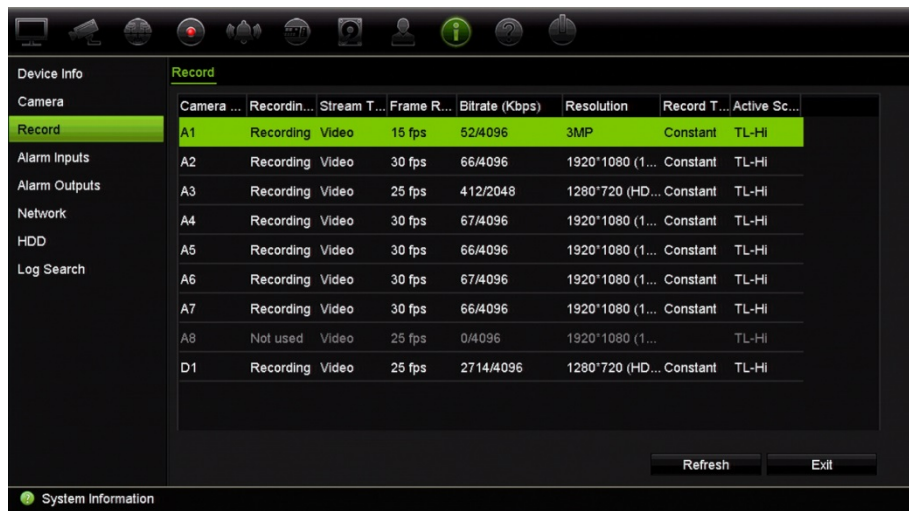 Device Info
Camera
Record
Alarm Inputs
Alarm Outputs
Network
HDD
Log Search
Record
Camera ... Recordin... Stream T... Frame R... Bitrate (Kbps) Resolution Record T... Active Sc...
A1 Recording Video 15 fps 52/4096 3MP Constant TL-Hi
A2 Recording Video 30 fps 66/4096 1920*1080 (1... Constant TL-Hi
A3 Recording Video 25 fps 412/2048 1280*720 (HD... Constant TL-Hi
A4 Recording Video 30 fps 67/4096 1920*1080 (1... Constant TL-Hi
A5 Recording Video 30 fps 66/4096 1920*1080 (1... Constant TL-Hi
A6 Recording Video 30 fps 67/4096 1920*1080 (1... Constant TL-Hi
A7 Recording Video 30 fps 66/4096 1920*1080 (1... Constant TL-Hi
A8 Not used Video 25 fps 0/4096 1920*1080 (1... TL-Hi
D1 Recording Video 25 fps 2714/4096 1280*720 (HD... Constant TL-Hi
Refresh Exit
System Information